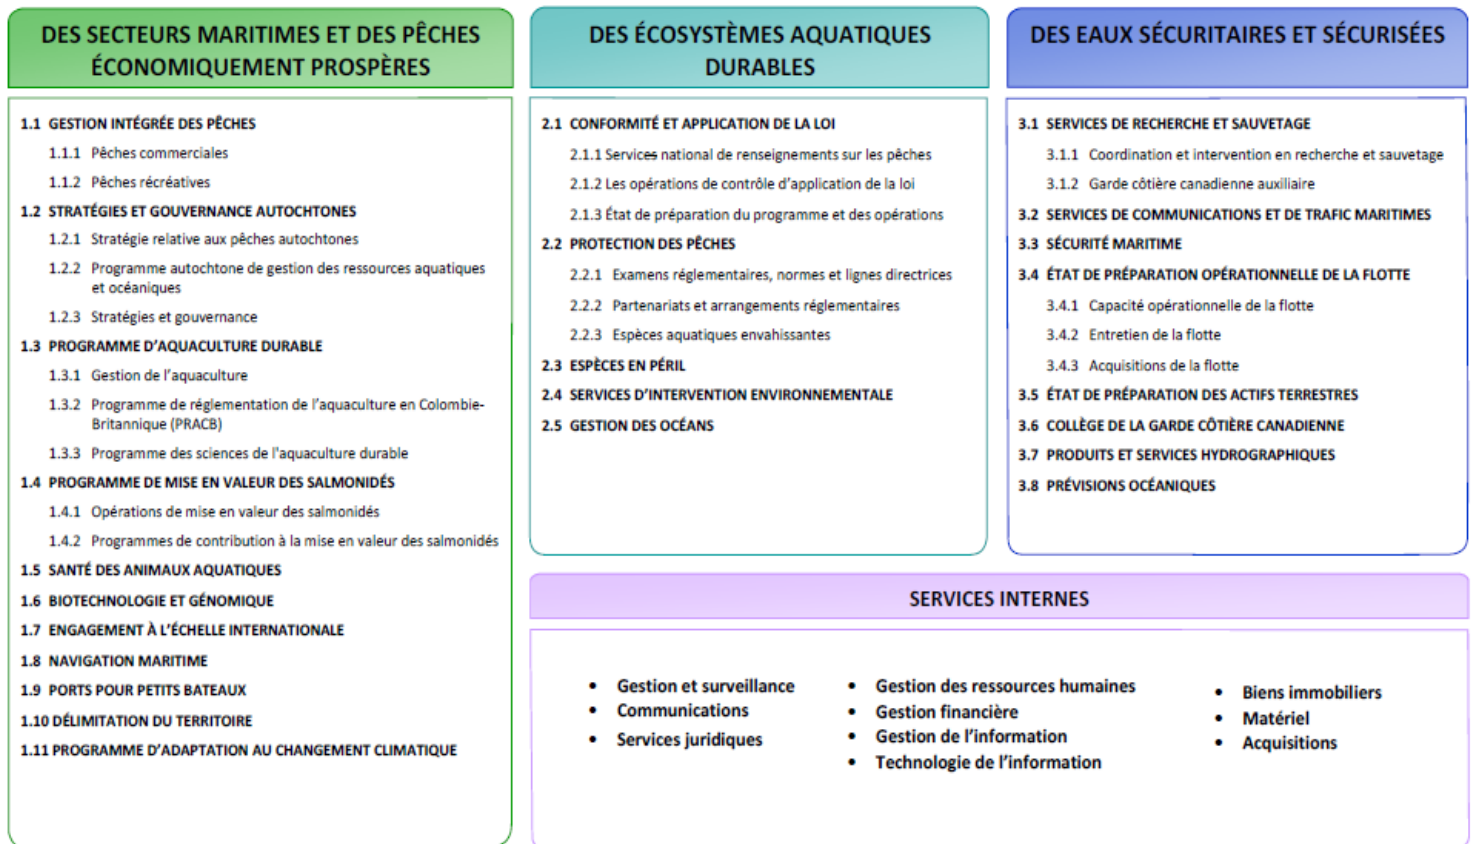 DES SECTEURS MARITIMES ET DES PÊCHES
ÉCONOMIQUEMENT PROSPÈRES
1.1 GESTION INTÉGRÉE DES PÊCHES
1.1.1 Pêches commerciales
1.1.2 Pêches récréatives
1.2 STRATÉGIES ET GOUVERNANCE AUTOCHTONES
1.2.1 Stratégie relative aux pêches autochtones
1.2.2 Programme autochtone de gestion des ressources aquatiques
et océaniques
1.2.3 Stratégies et gouvernance
1.3 PROGRAMME D'AQUACULTURE DURABLE
1.3.1 Gestion de l'aquaculture
1.3.2 Programme de réglementation de l'aquaculture en Colombie-
Britannique (PRACB)
1.3.3 Programme des sciences de l'aquaculture durable
1.4 PROGRAMME DE MISE EN VALEUR DES SALMONIDÉS
1.4.1 Opérations de mise en valeur des salmonidés
1.4.2 Programmes de contribution à la mise en valeur des salmonidés
1.5 SANTÉ DES ANIMAUX AQUATIQUES
1.6 BIOTECHNOLOGIE ET GÉNOMIQUE
1.7 ENGAGEMENT À L'ÉCHELLE INTERNATIONALE
1.8 NAVIGATION MARITIME
1.9 PORTS POUR PETITS BATEAUX
1.10 DÉLIMITATION DU TERRITOIRE
1.11 PROGRAMME D'ADAPTATION AU CHANGEMENT CLIMATIQUE
DES ÉCOSYSTÈMES AQUATIQUES
DURABLES
2.1 CONFORMITÉ ET APPLICATION DE LA LOI
2.1.1 Services national de renseignements sur les pêches
2.1.2 Les opérations de contrôle d'application de la loi
2.1.3 État de préparation du programme et des opérations
2.2 PROTECTION DES PÊCHES
2.2.1 Examens réglementaires, normes et lignes directrices
2.2.2 Partenariats et arrangements réglementaires
2.2.3 Espèces aquatiques envahissantes
2.3 ESPÈCES EN PÉRIL
2.4 SERVICES D'INTERVENTION ENVIRONNEMENTALE
2.5 GESTION DES OCÉANS
DES EAUX SÉCURITAIRES ET SÉCURISÉES
3.1 SERVICES DE RECHERCHE ET SAUVETAGE
3.1.1 Coordination et intervention en recherche et sauvetage
3.1.2 Garde côtière canadienne auxiliaire
3.2 SERVICES DE COMMUNICATIONS ET DE TRAFIC MARITIMES
3.3 SÉCURITÉ MARITIME
3.4 ÉTAT DE PRÉPARATION OPÉRATIONNELLE DE LA FLOTTE
3.4.1 Capacité opérationnelle de la flotte
3.4.2 Entretien de la flotte
3.4.3 Acquisitions de la flotte
3.5 ÉTAT DE PRÉPARATION DES ACTIFS TERRESTRES
3.6 COLLÈGE DE LA GARDE CÔTIÈRE CANADIENNE
3.7 PRODUITS ET SERVICES HYDROGRAPHIQUES
3.8 PRÉVISIONS OCÉANIQUES
SERVICES INTERNES
• Gestion et surveillance
• Communications
• Services juridiques
• Gestion des ressources humaines
• Gestion financière
• Gestion de l'information
• Technologie de l'information
• Biens immobiliers
• Matériel
• Acquisitions